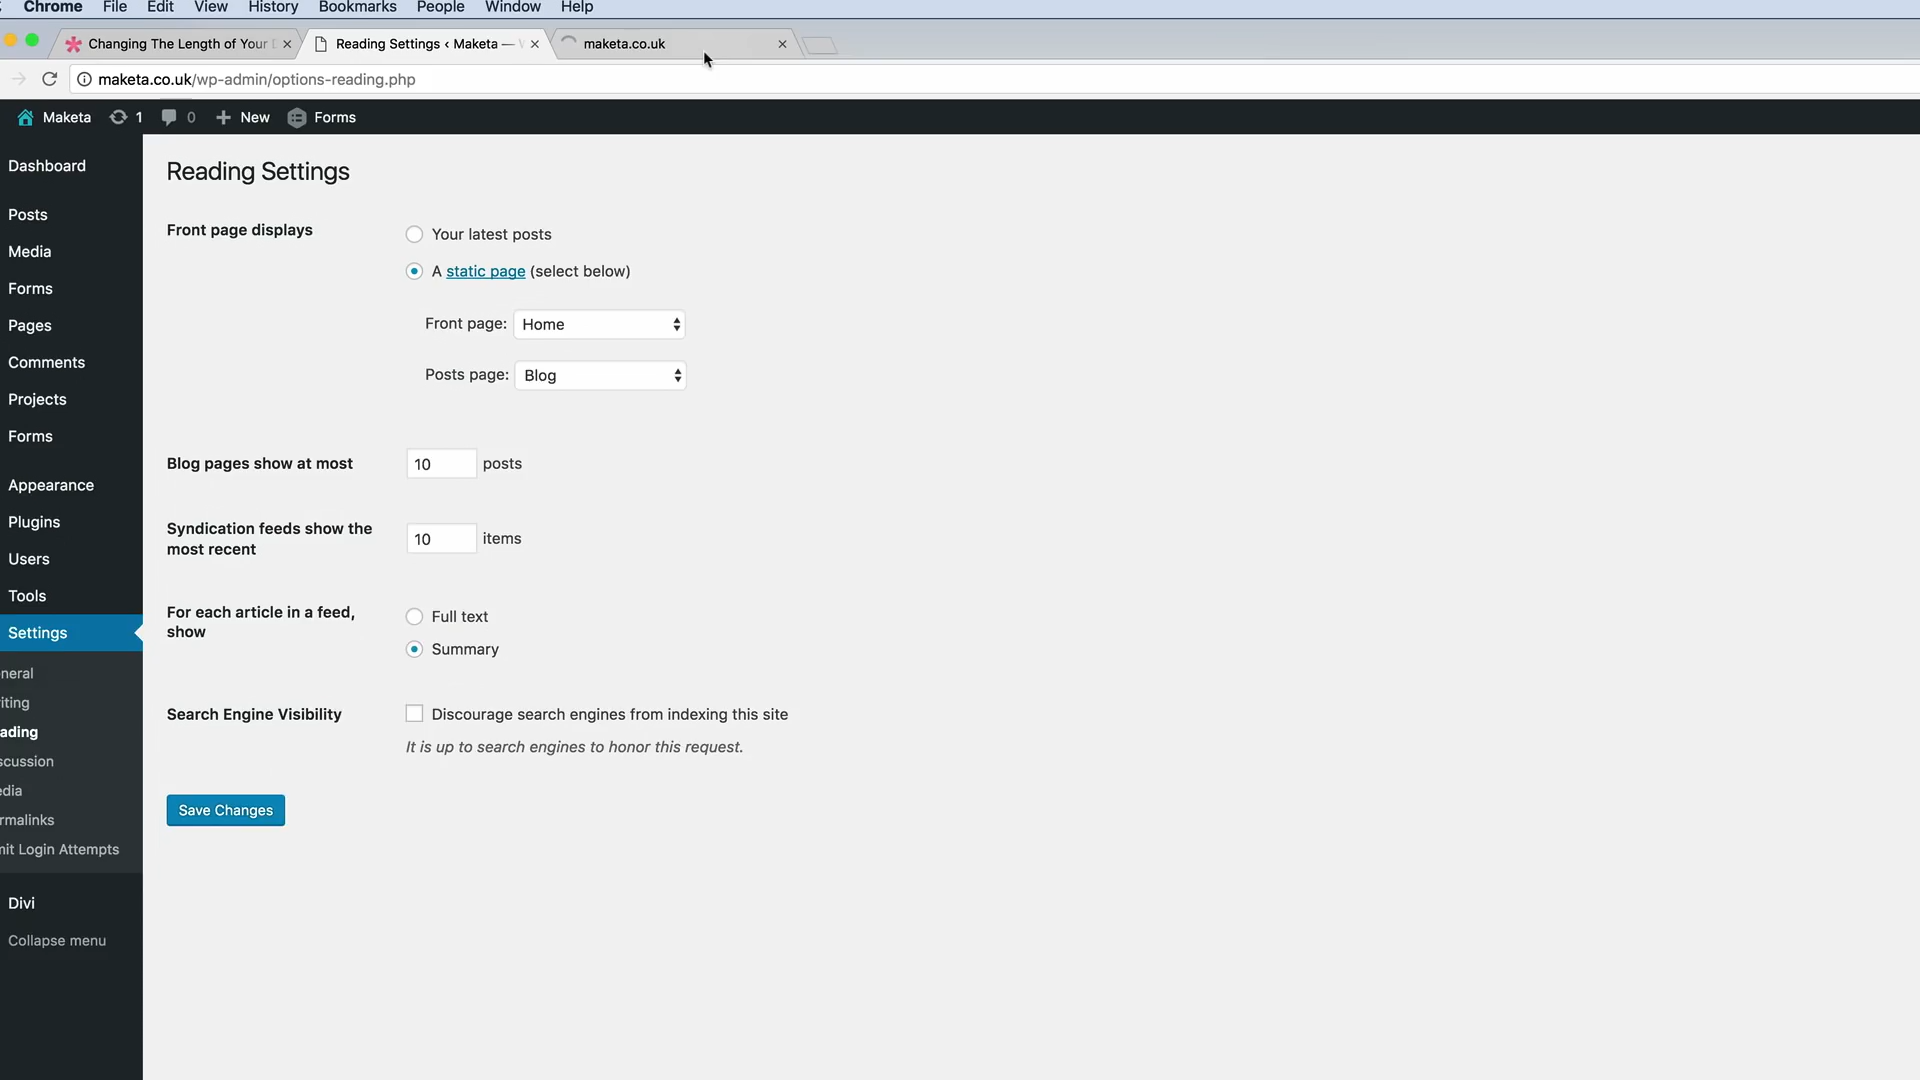 Chrome File Edit View History Bookmarks People Window Help
Changing The Length of Your
Reading Settings ‹ Maketa —
maketa.co.uk
maketa.co.uk/wp-admin/options-reading.php
Maketa 1 0 New Forms
Dashboard
Posts
Media
Forms
Pages
Comments
Projects
Forms
Appearance
Plugins
Users
Tools
Settings
neral
iting
ading
scussion
edia
rmalinks
mit Login Attempts
Divi
Collapse menu
Reading Settings
Front page displays
Your latest posts
A static page (select below)
Front page: Home
Posts page: Blog
Blog pages show at most 10 posts
Syndication feeds show the
most recent
10 items
For each article in a feed,
show
Full text
Summary
Search Engine Visibility
Discourage search engines from indexing this site
It is up to search engines to honor this request.
Save Changes